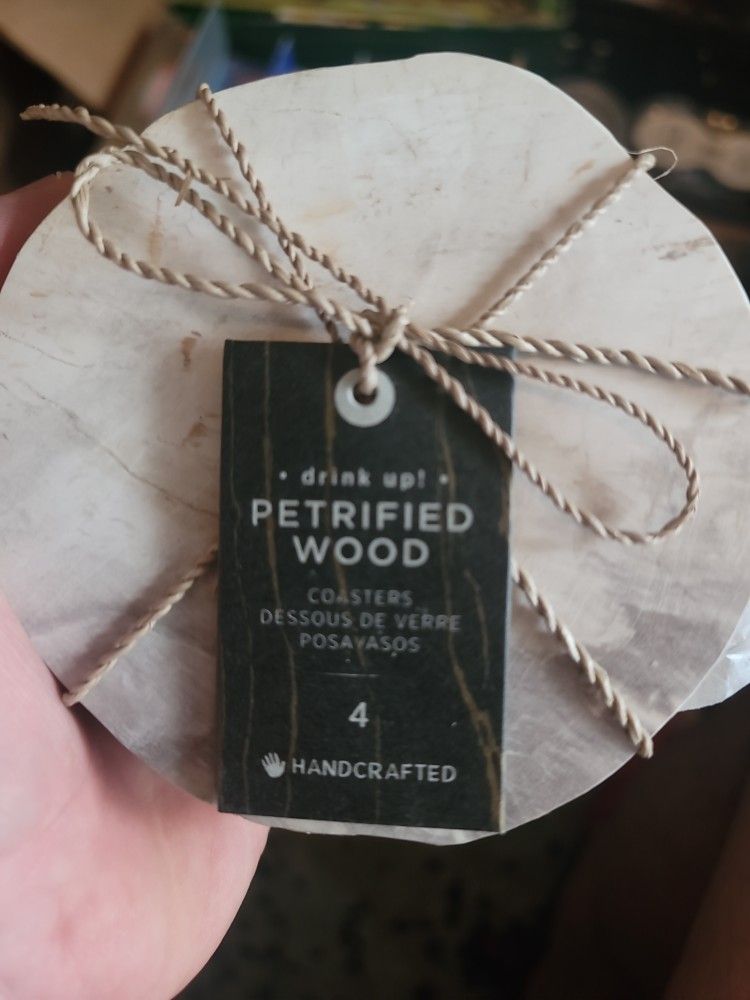 • drink up! •
PETRIFIED
WOOD
COASTERS
DESSOUS DE VERRE
POSAVASOS
4
HANDCRAFTED